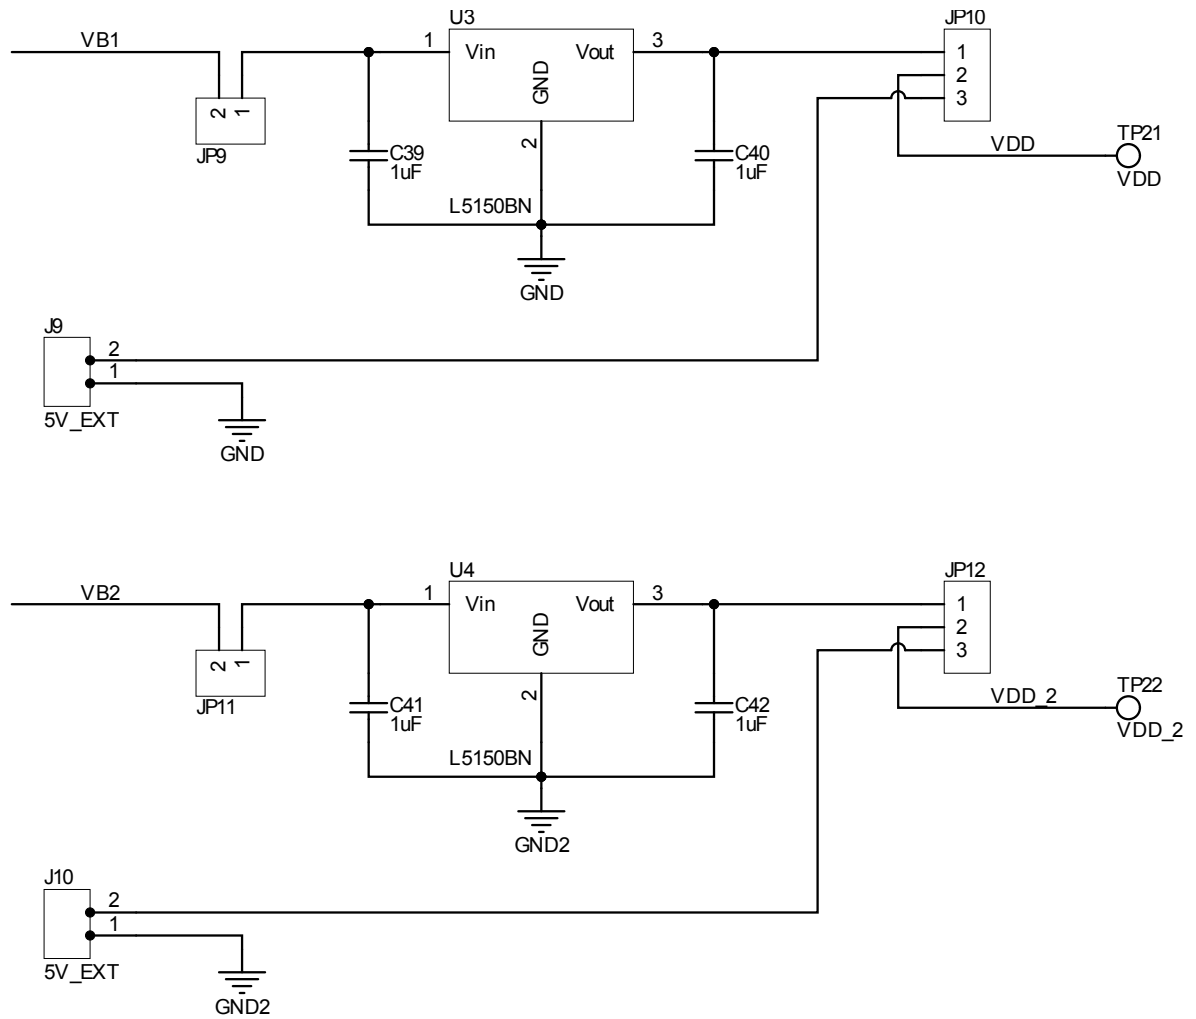 U3
JP10
VB1
1
Vin
Vout
3
GND
1
2
3
2
1
JP9
2
C39
1uF
C40
1uF
VDD
TP21
VDD
L5150BN
GND
J9
2
1
5V_EXT
GND
U4
JP12
VB2
1
Vin
Vout
3
GND
1
2
3
2
1
JP11
2
C41
1uF
C42
1uF
VDD_2
TP22
VDD_2
L5150BN
GND2
J10
2
1
5V_EXT
GND2